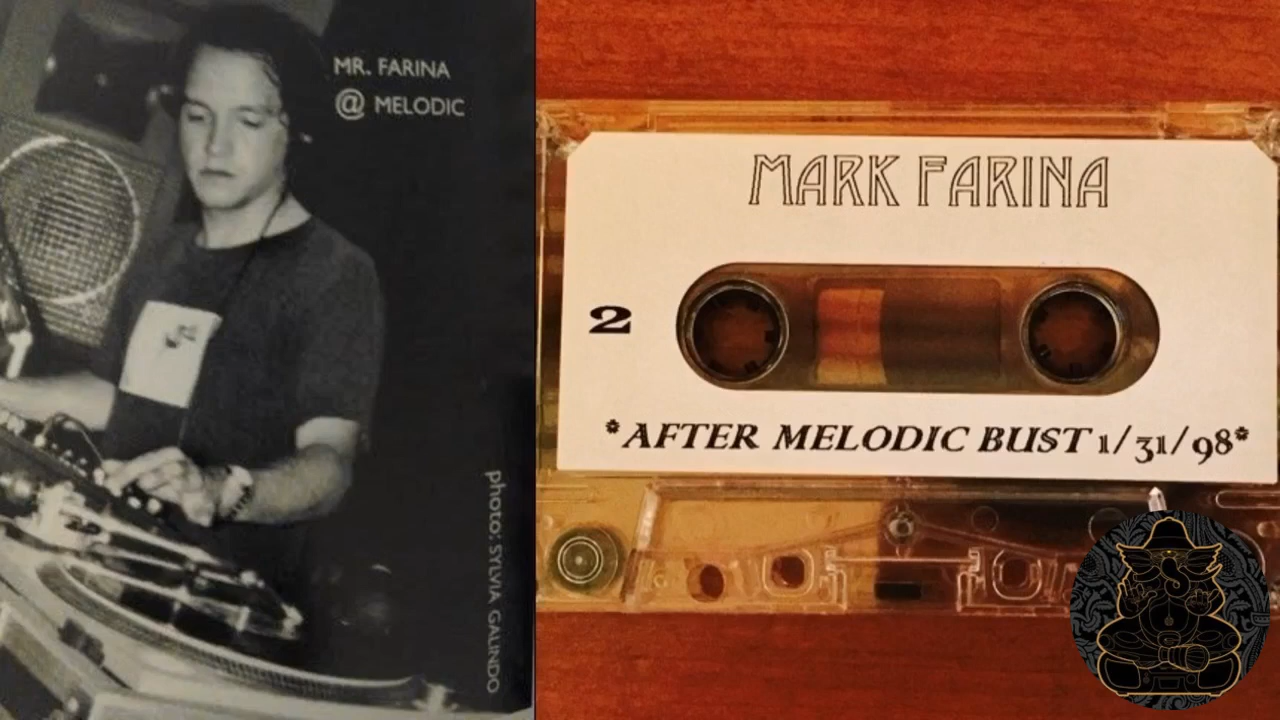 MR. FARINA
@ MELODIC
photo: SYLVIA GALINDO
MARK FARINA
2
*AFTER MELODIC BUST 1/31/98*